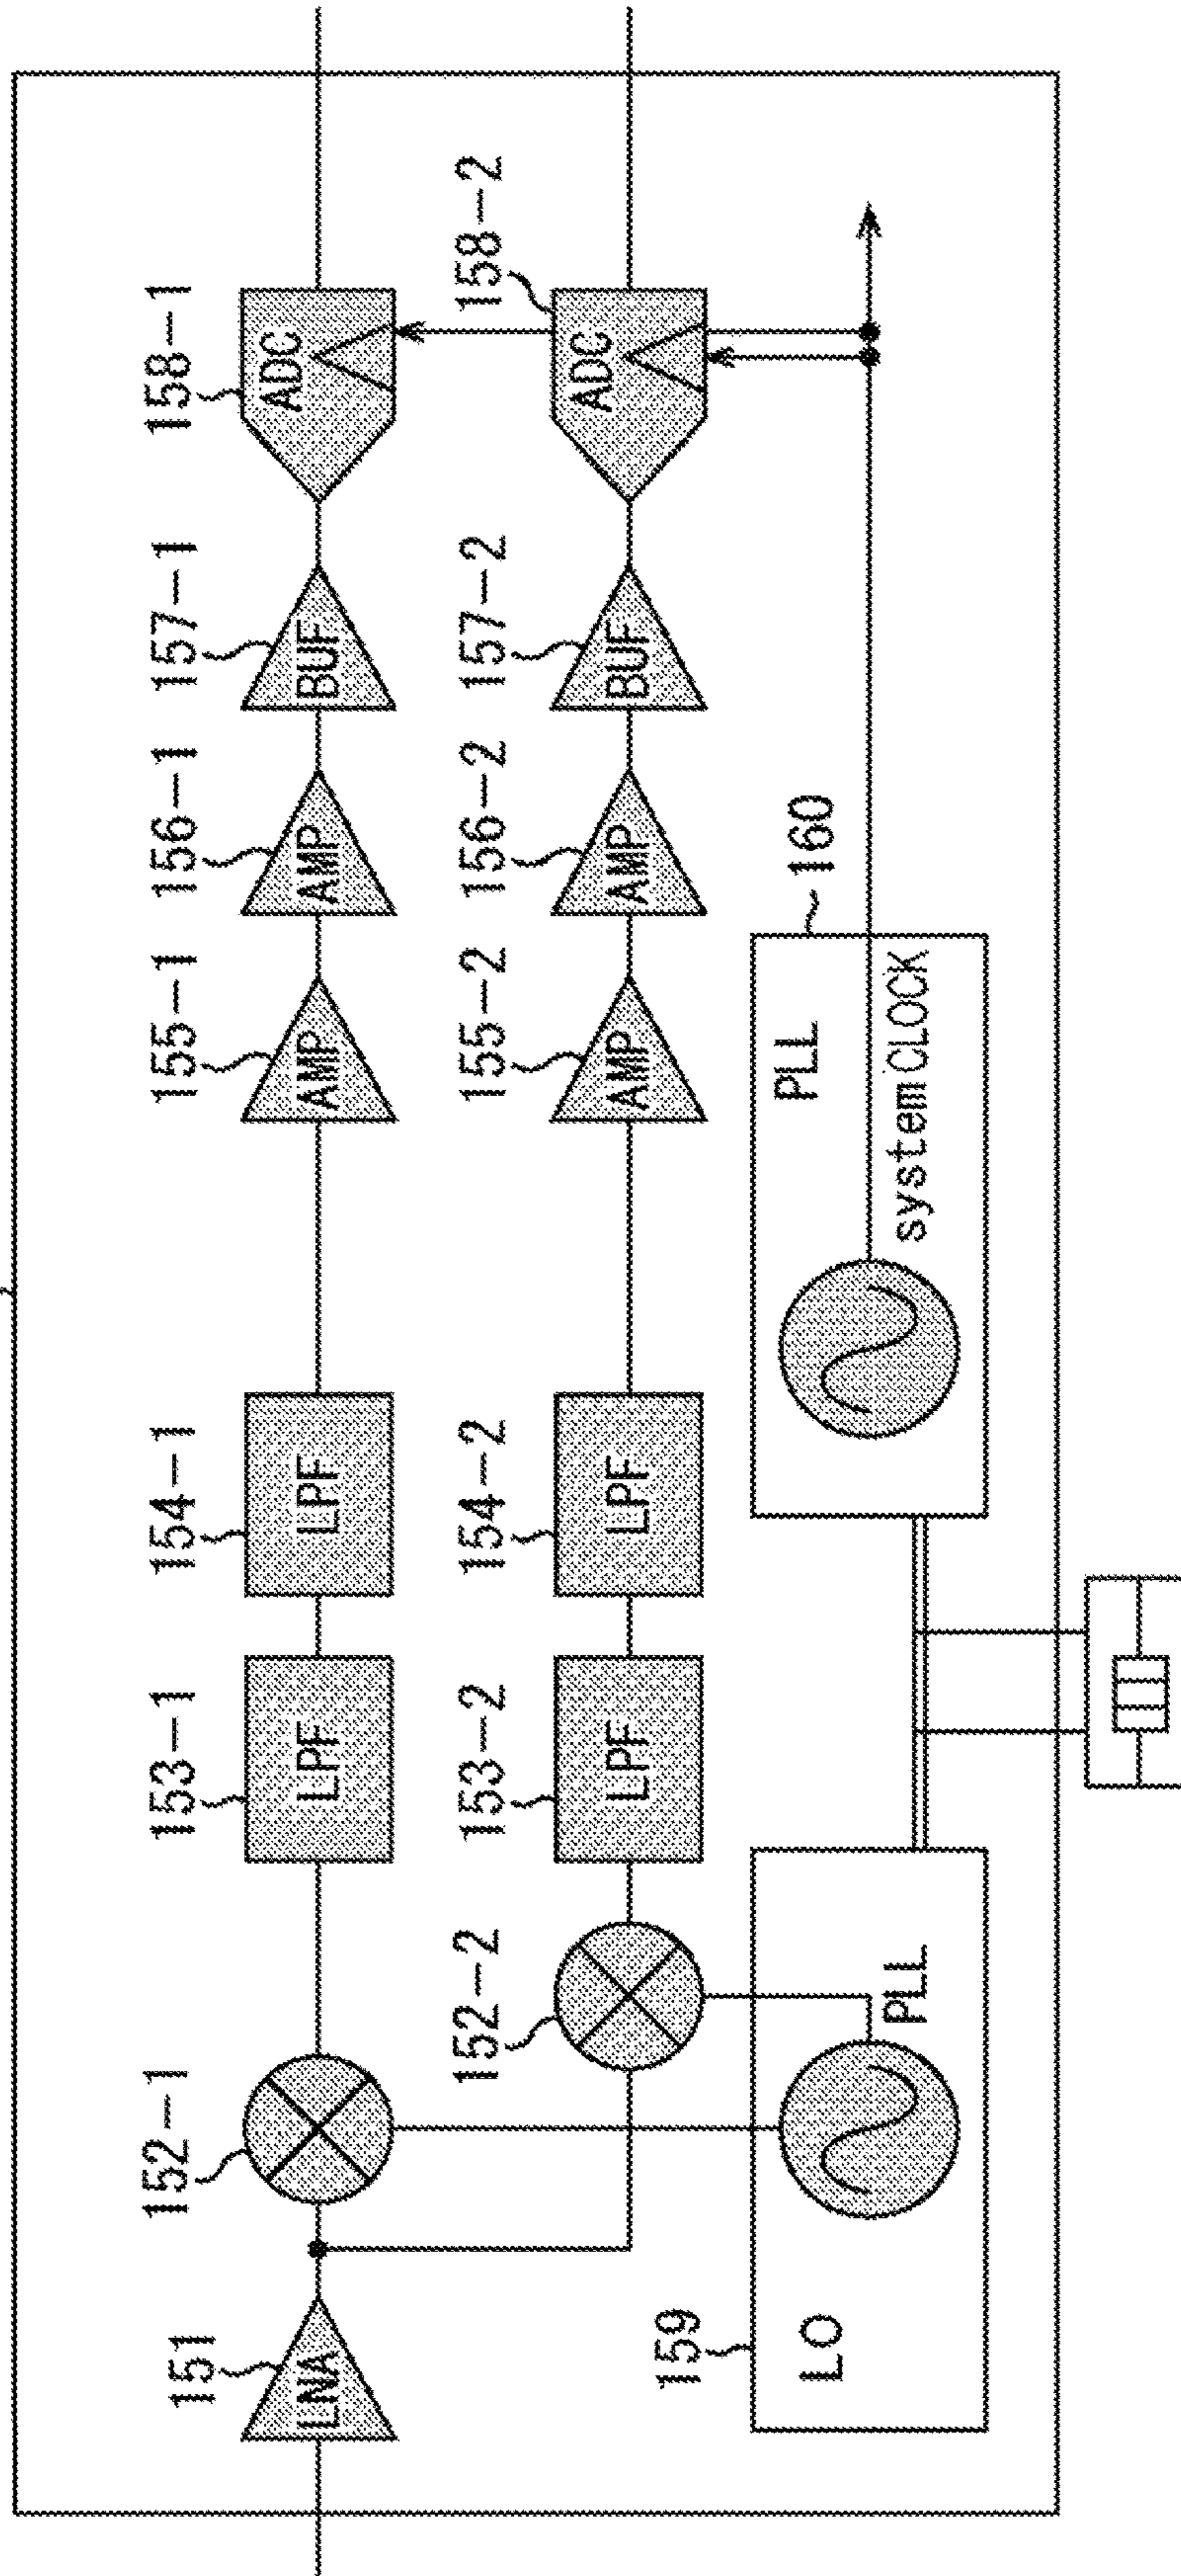 158-1
ADC
158-2
ADC
157-1
BUF
157-2
BUF
156-1
AMP
156-2
AMP
155-1
AMP
155-2
AMP
160
PLL
systemCLOCK
154-1
LPF
154-2
LPF
153-1
LPF
153-2
LPF
152-1
152-2
PLL
151
LNA
159
LO